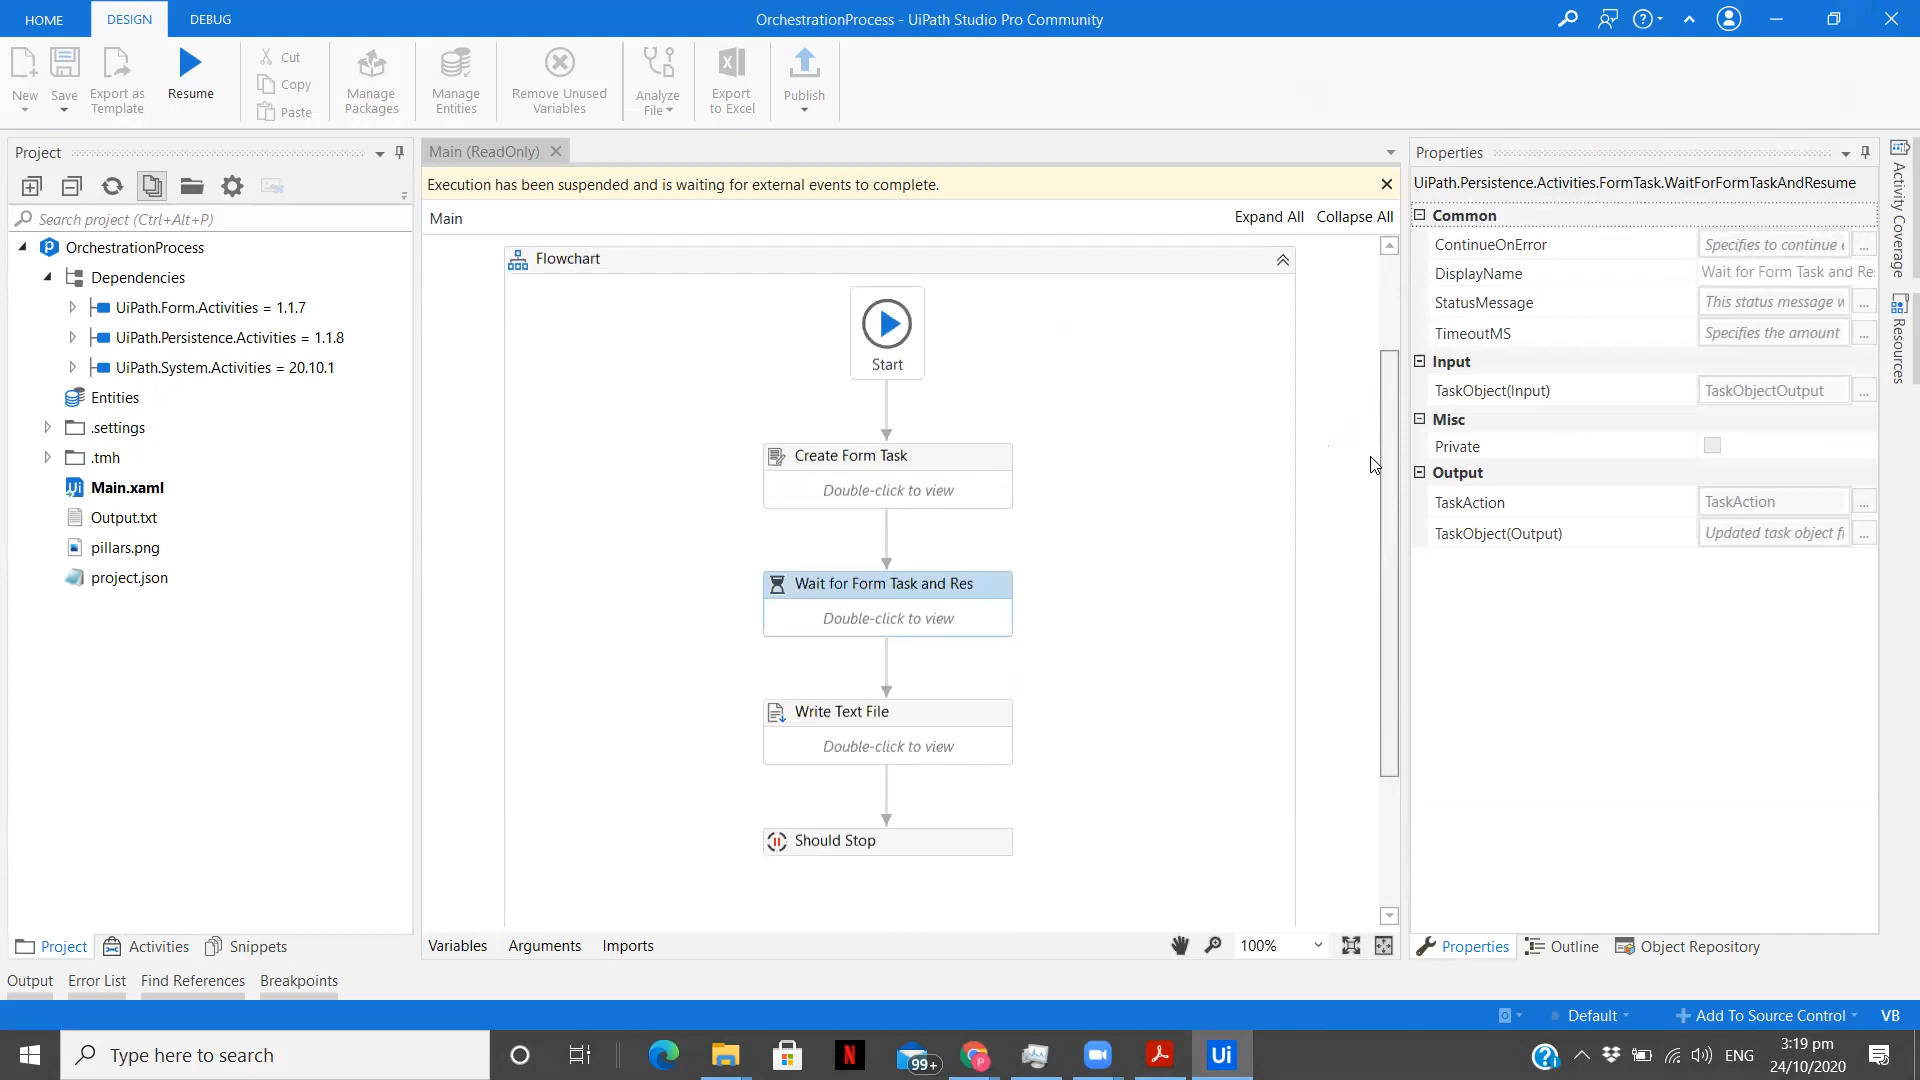 HOME
DESIGN
DEBUG
OrchestrationProcess - UiPath Studio Pro Community
New
Save
Export as
Template
Resume
Cut
Copy
Paste
Manage
Packages
Manage
Entities
Remove Unused
Variables
Analyze
File
Export
to Excel
Publish
Project
Search project (Ctrl+Alt+P)
OrchestrationProcess
Dependencies
UiPath.Form.Activities = 1.1.7
UiPath.Persistence.Activities = 1.1.8
UiPath.System.Activities = 20.10.1
Entities
.settings
.tmh
Main.xaml
Output.txt
pillars.png
project.json
Main (ReadOnly)
Execution has been suspended and is waiting for external events to complete.
Main
Expand All
Collapse All
Flowchart
Start
Create Form Task
Double-click to view
Wait for Form Task and Res
Double-click to view
Write Text File
Double-click to view
Should Stop
Variables
Arguments
Imports
100%
Properties
UiPath.Persistence.Activities.FormTask.WaitForFormTaskAndResume
Common
ContinueOnError
Specifies to continue
...
DisplayName
Wait for Form Task and Re
StatusMessage
This status message w
...
TimeoutMS
Specifies the amount
...
Input
TaskObject(Input)
TaskObjectOutput
...
Misc
Private
Output
TaskAction
TaskAction
...
TaskObject(Output)
Updated task object f
...
Activity Coverage
Resources
Project
Activities
Snippets
Properties
Outline
Object Repository
Output
Error List
Find References
Breakpoints
Default
Add To Source Control
VB
Type here to search
99+
Ui
ENG
3:19 pm
24/10/2020